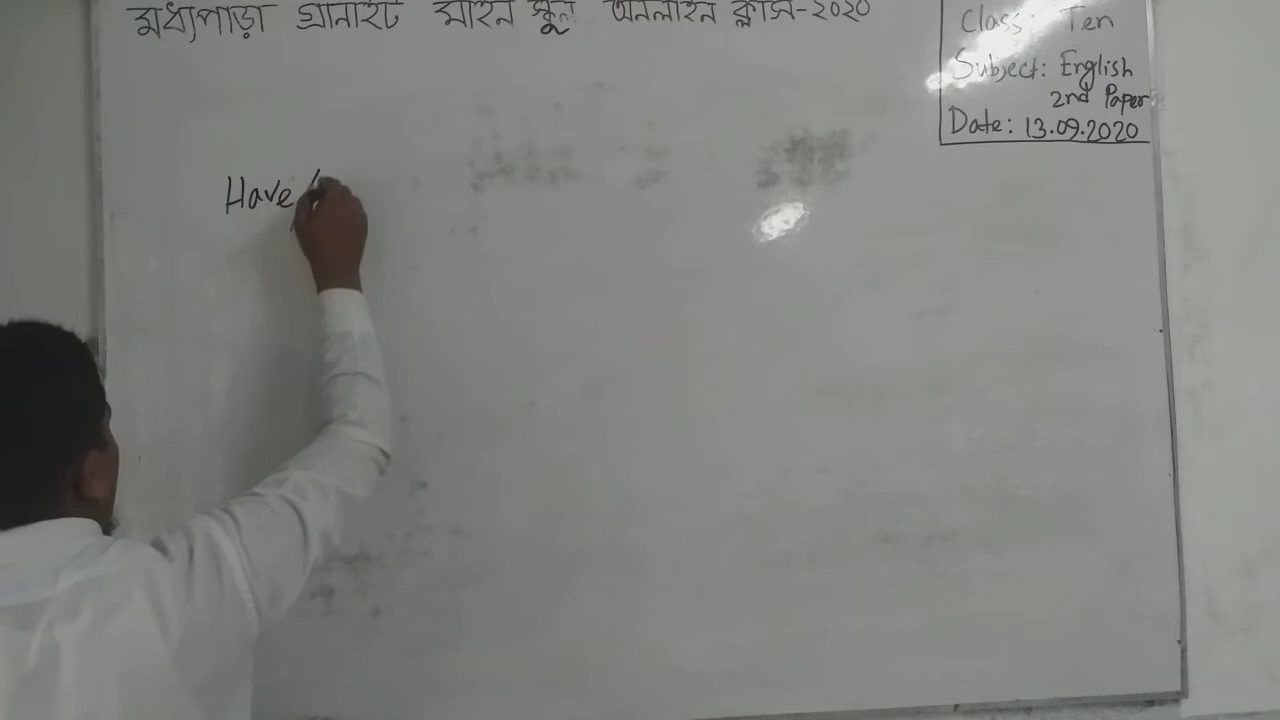 মধ্যপাড়া গ্রানাইট মাইন স্কুল অনলাইন ক্লাস-২০২০
Class: Ten
Subject: English
2nd Paper
Date: 13.09.2020
Have /